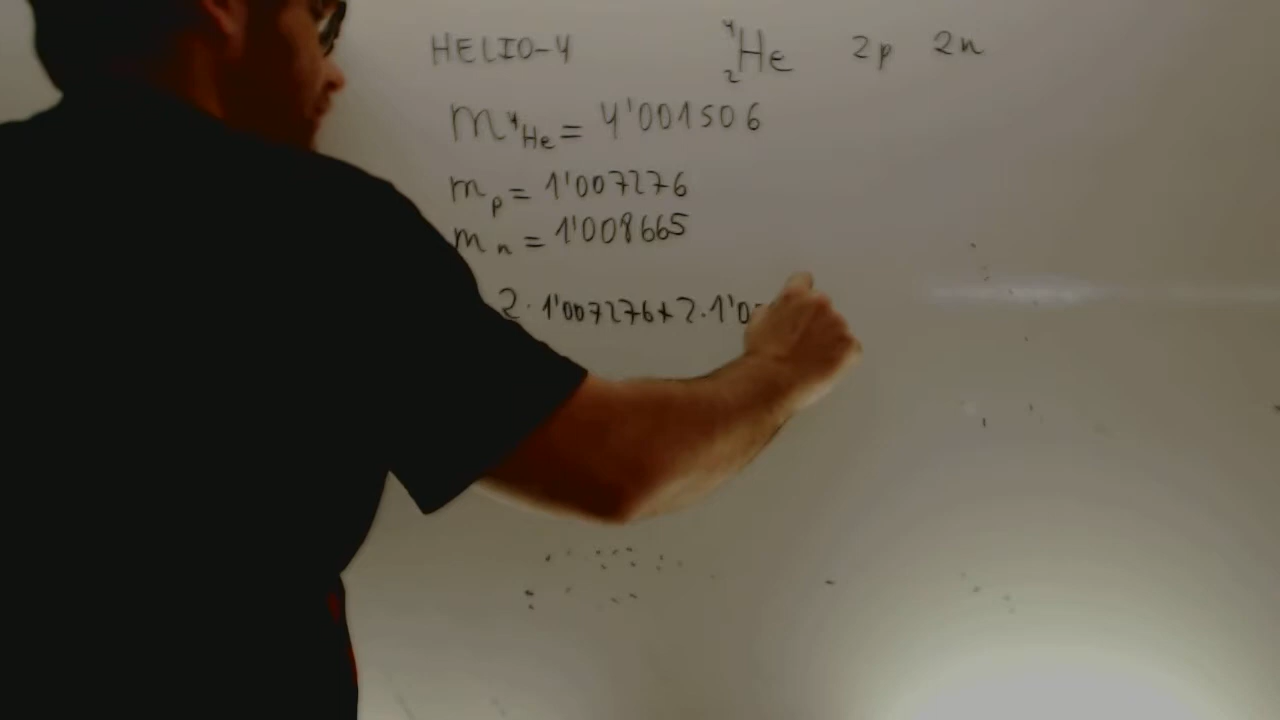 HELIO-4 ⁴₂He 2p 2n
m⁴He = 4'001506
mp = 1'007276
mn = 1'008665
2·1'007276+2·1'0